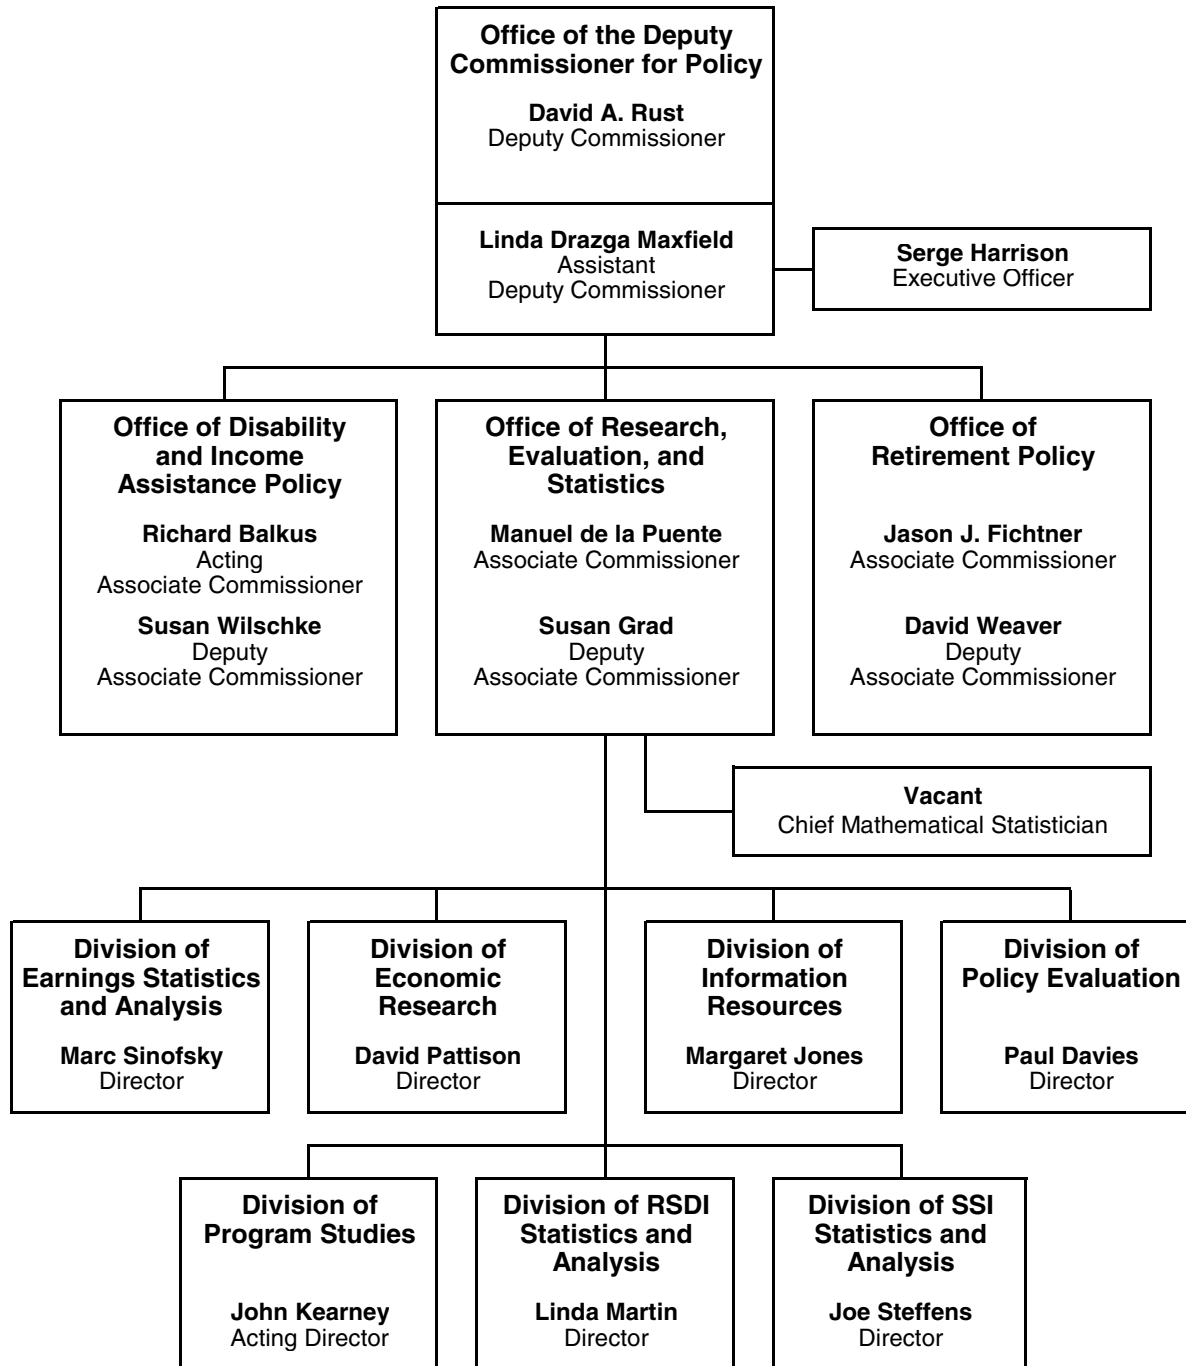 Office of the Deputy
Commissioner for Policy
David A. Rust
Deputy Commissioner
Linda Drazga Maxfield
Assistant
Deputy Commissioner
Serge Harrison
Executive Officer
Office of Disability
and Income
Assistance Policy
Richard Balkus
Acting
Associate Commissioner
Susan Wilschke
Deputy
Associate Commissioner
Office of Research,
Evaluation, and
Statistics
Manuel de la Puente
Associate Commissioner
Susan Grad
Deputy
Associate Commissioner
Office of
Retirement Policy
Jason J. Fichtner
Associate Commissioner
David Weaver
Deputy
Associate Commissioner
Vacant
Chief Mathematical Statistician
Division of
Earnings Statistics
and Analysis
Marc Sinofsky
Director
Division of
Economic
Research
David Pattison
Director
Division of
Information
Resources
Margaret Jones
Director
Division of
Policy Evaluation
Paul Davies
Director
Division of
Program Studies
John Kearney
Acting Director
Division of RSDI
Statistics and
Analysis
Linda Martin
Director
Division of SSI
Statistics and
Analysis
Joe Steffens
Director